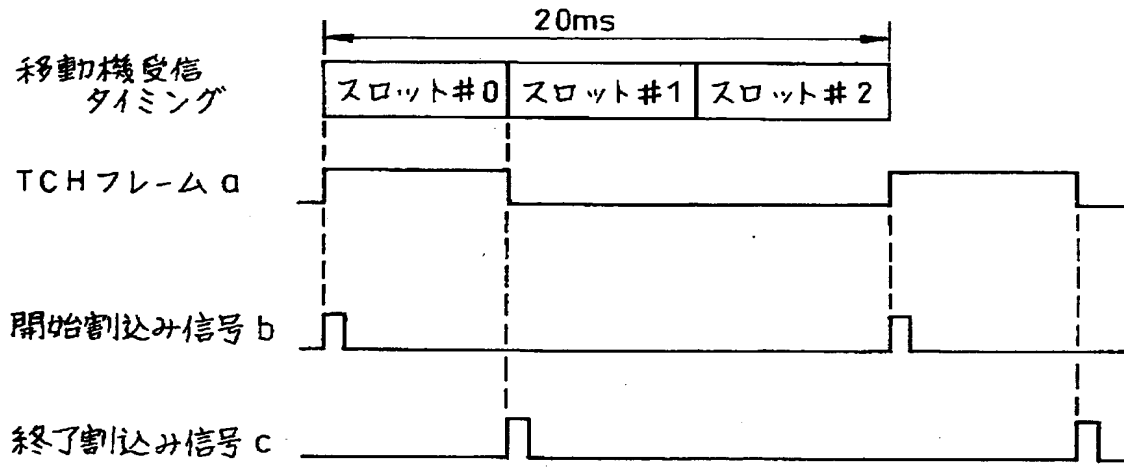 20ms
移動機受信
タイミング
スロット#0 スロット#1 スロット#2
TCHフレーム a
開始割込み信号 b
終了割込み信号 c